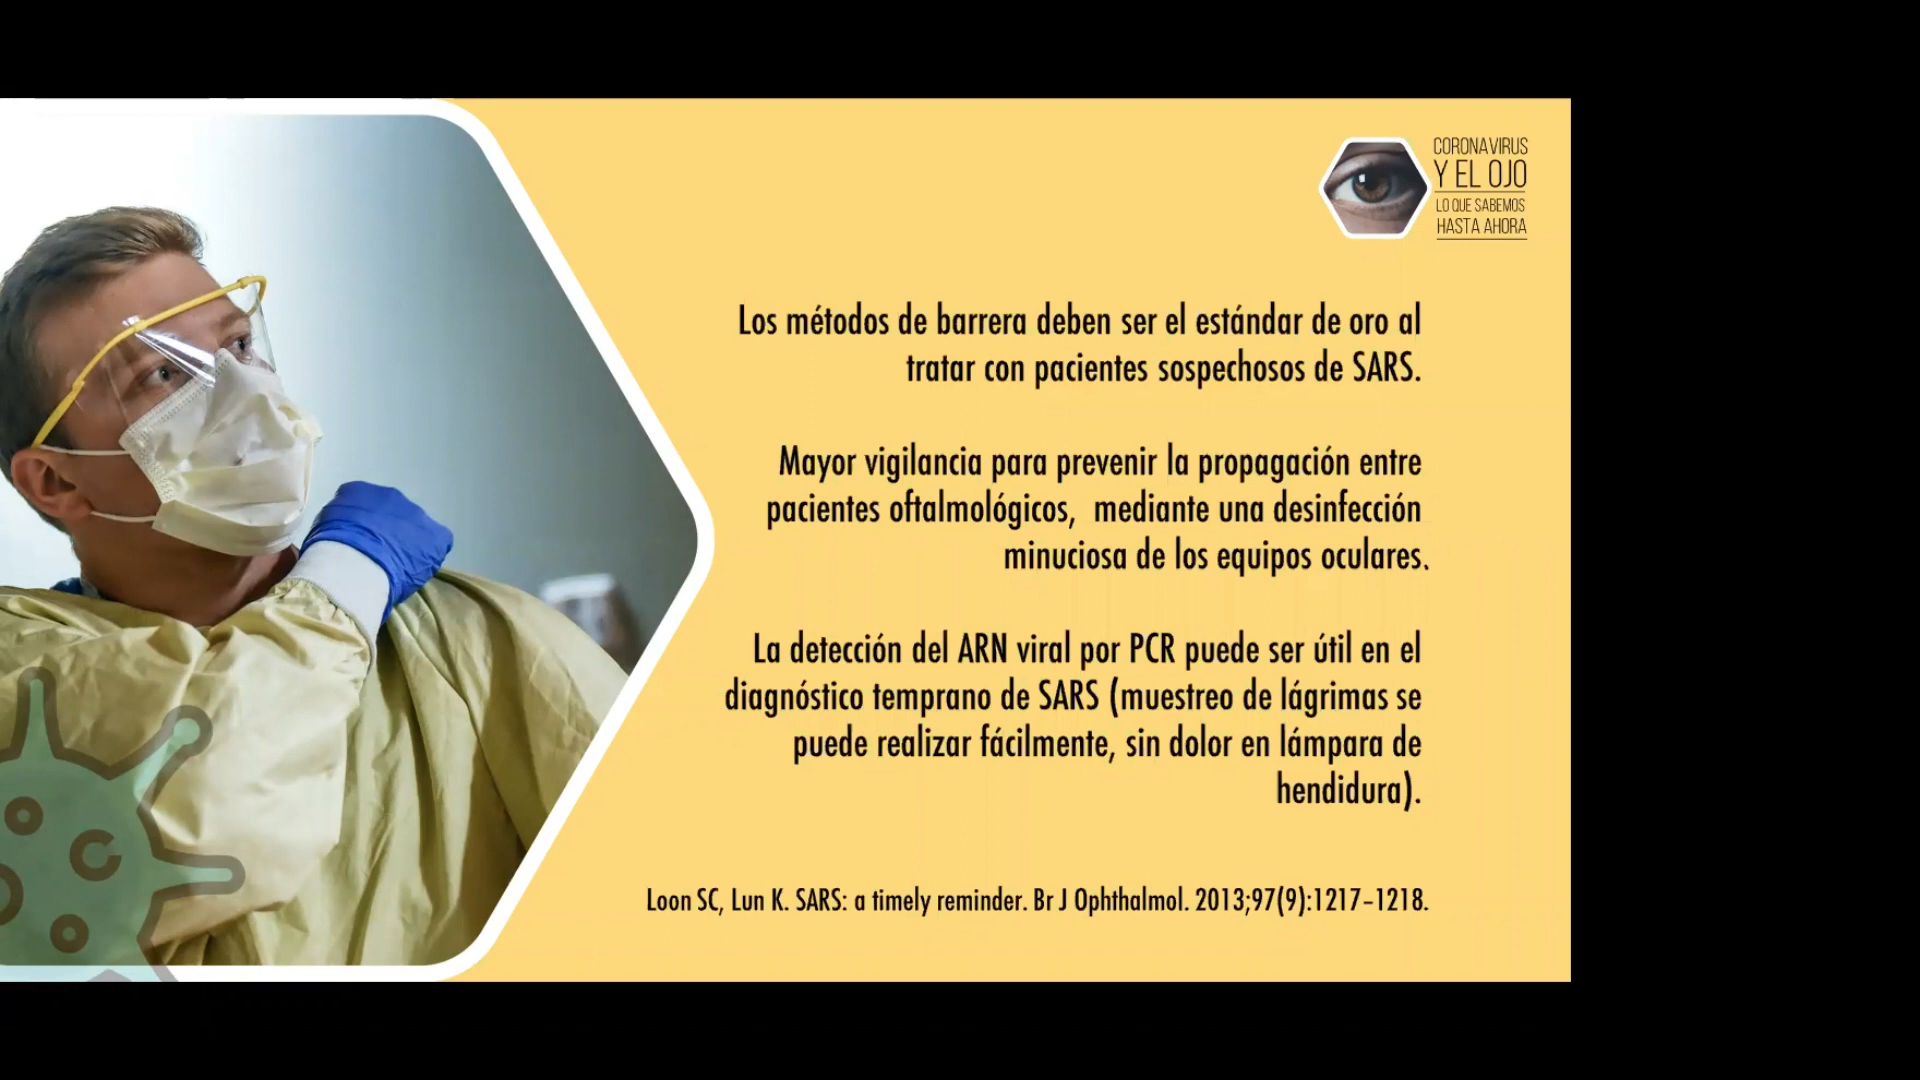 CORONAVIRUS
Y EL OJO
LO QUE SABEMOS
HASTA AHORA
Los métodos de barrera deben ser el estándar de oro al
tratar con pacientes sospechosos de SARS.
Mayor vigilancia para prevenir la propagación entre
pacientes oftalmológicos,  mediante una desinfección
minuciosa de los equipos oculares.
La detección del ARN viral por PCR puede ser útil en el
diagnóstico temprano de SARS (muestreo de lágrimas se
puede realizar fácilmente, sin dolor en lámpara de
hendidura).
Loon SC, Lun K. SARS: a timely reminder. Br J Ophthalmol. 2013;97(9):1217–1218.